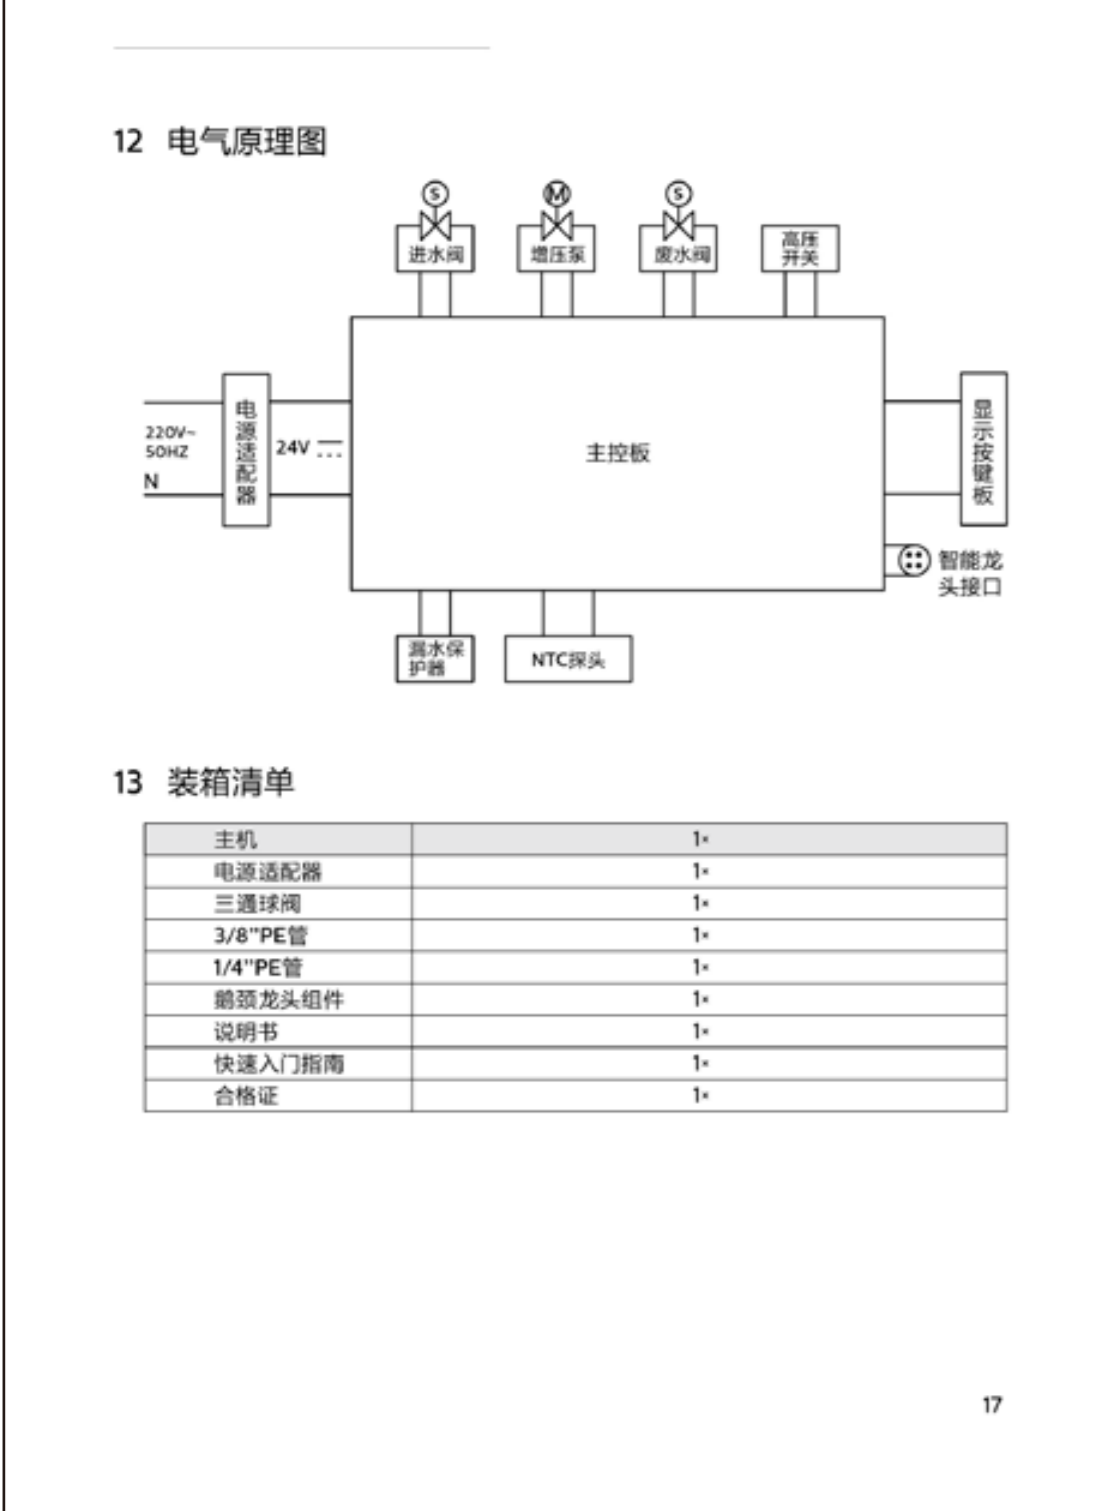 12 电气原理图
S
M
S
进水阀
增压泵
废水阀
高压
开关
220V~
50HZ
N
电源适配器
24V
主控板
显示按键板
智能龙
头接口
漏水保
护器
NTC探头
13 装箱清单
主机 1×
电源适配器 1×
三通球阀 1×
3/8"PE管 1×
1/4"PE管 1×
鹅颈龙头组件 1×
说明书 1×
快速入门指南 1×
合格证 1×
17